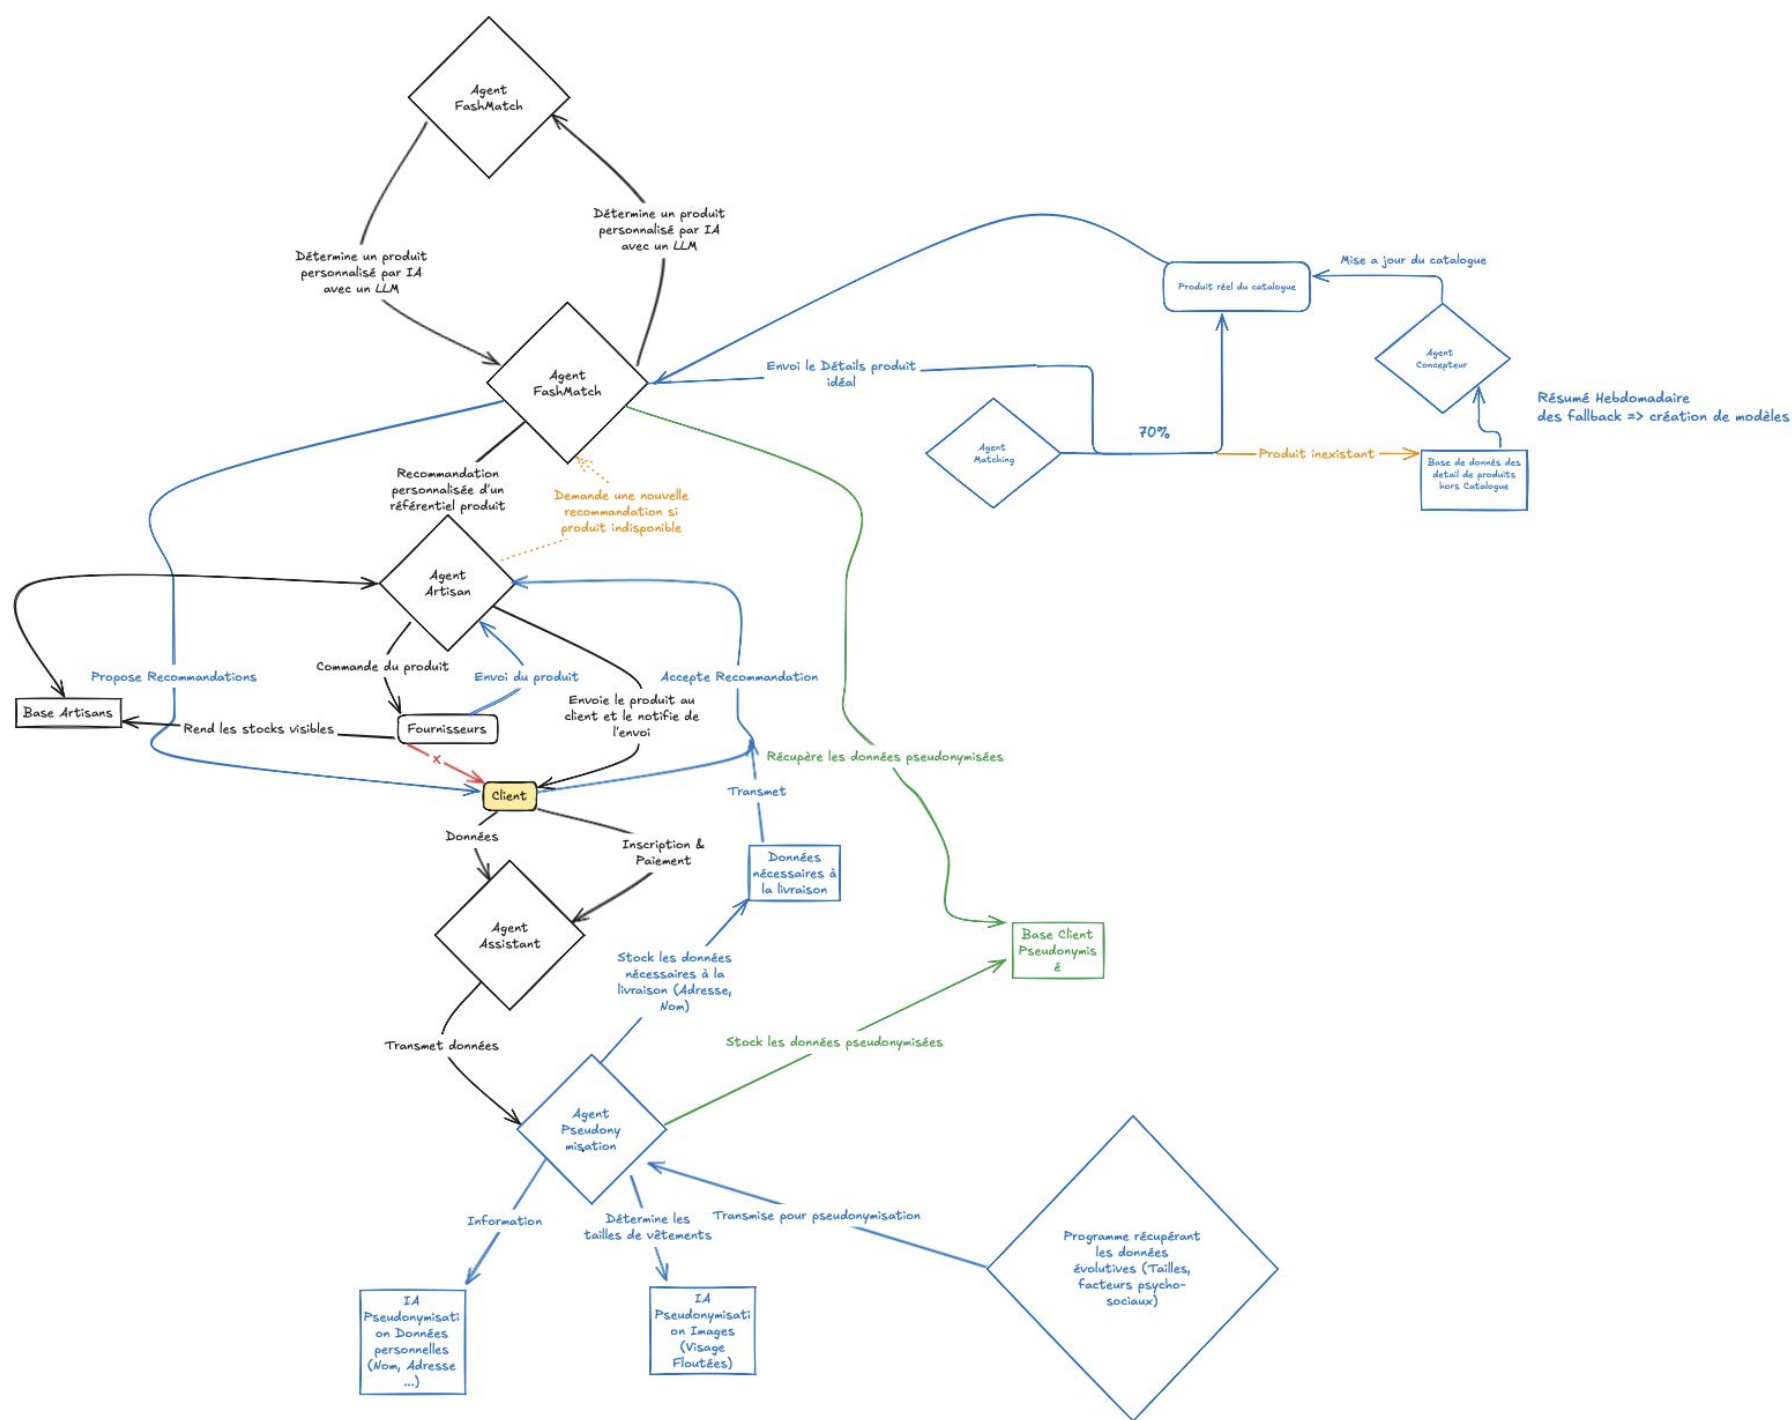 Agent
FashMatch
Détermine un produit
personnalisé par IA
avec un LLM
Détermine un produit
personnalisé par IA
avec un LLM
Mise a jour du catalogue
Produit réel du catalogue
Agent
FashMatch
Envoi le Détails produit
idéal
Agent
Concepteur
Résumé Hebdomadaire
des fallback => création de modèles
70%
Agent
Matching
Produit inexistant
Base de donnés des
detail de produits
hors Catalogue
Recommandation
personnalisée d'un
référentiel produit
Demande une nouvelle
recommandation si
produit indisponible
Agent
Artisan
Commande du produit
Propose Recommandations
Envoi du produit
Accepte Recommandation
Envoie le produit au
client et le notifie de
l'envoi
Base Artisans
Rend les stocks visibles
Fournisseurs
x
Récupère les données pseudonymisées
Client
Transmet
Données
Inscription &
Paiement
Données
nécessaires à
la livraison
Agent
Assistant
Base Client
Pseudonymis
é
Stock les données
nécessaires à la
livraison (Adresse,
Nom)
Transmet données
Stock les données pseudonymisées
Agent
Pseudony
misation
Information
Détermine les
tailles de vêtements
Transmise pour pseudonymisation
Programme récupérant
les données
évolutives (Tailles,
facteurs psycho-
sociaux)
IA
Pseudonymisati
on Données
personnelles
(Nom, Adresse
...)
IA
Pseudonymisati
on Images
(Visage
Floutées)